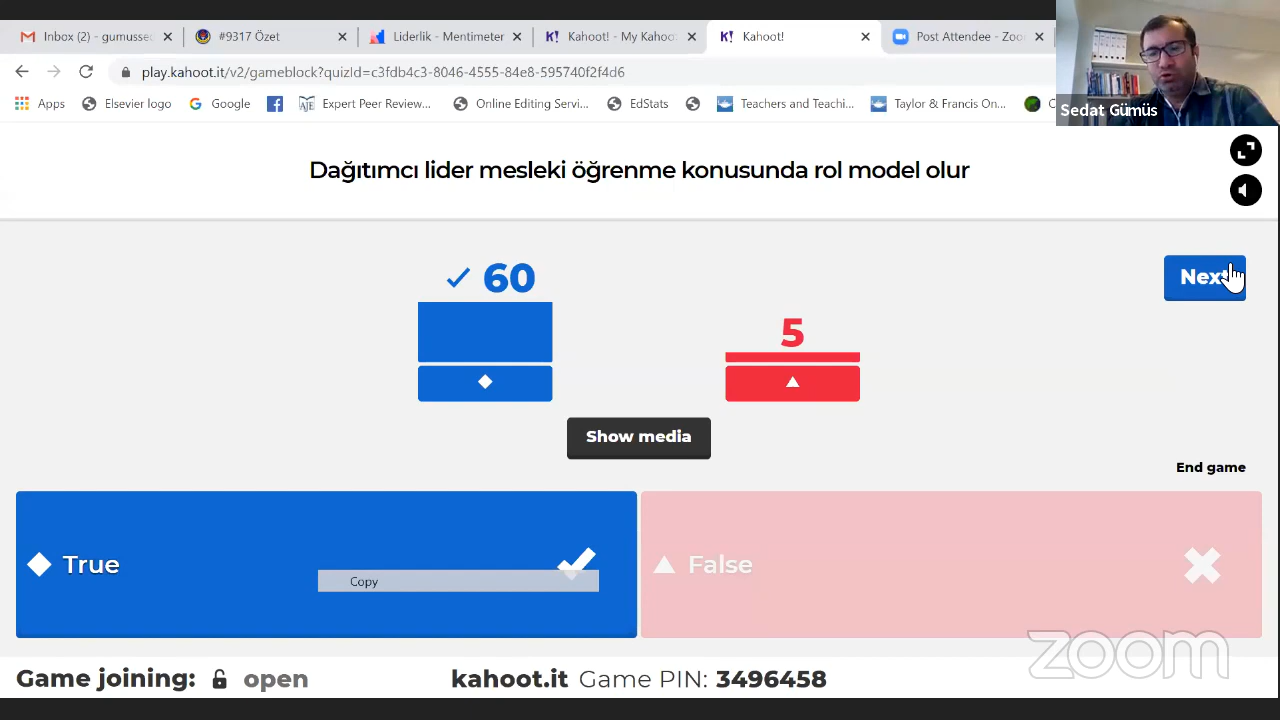 Inbox (2) - gumussec
#9317 Özet
Liderlik - Mentimeter
Kahoot! - My Kahoo
Kahoot!
Post Attendee - Zoo
play.kahoot.it/v2/gameblock?quizId=c3fdb4c3-8046-4555-84e8-595740f2f4d6
Apps
Elsevier logo
Google
Expert Peer Review...
Online Editing Servi...
EdStats
Teachers and Teachi...
Taylor & Francis On...
Sedat Gümüs
Dağıtımcı lider mesleki öğrenme konusunda rol model olur
60
5
Next
Show media
End game
True
False
Copy
Game joining: open
kahoot.it Game PIN: 3496458
zoom